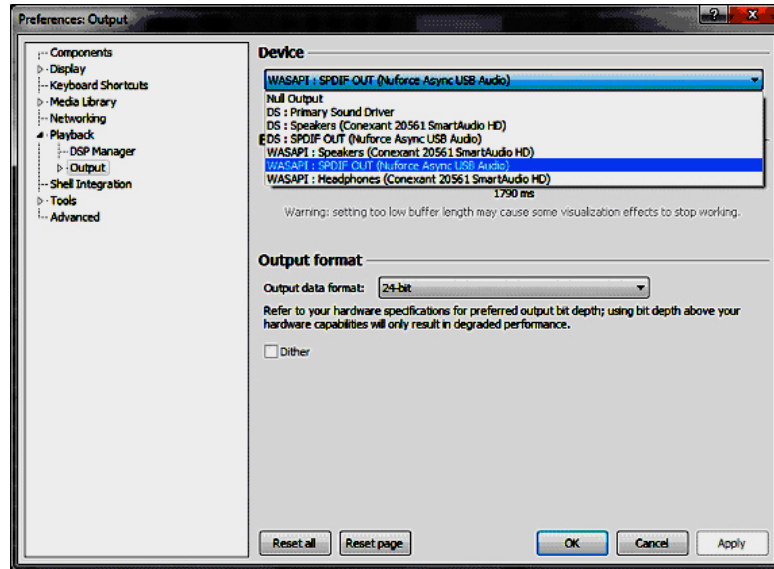 Preferences: Output
Components
Display
Keyboard Shortcuts
Media Library
Networking
Playback
DSP Manager
Output
Shell Integration
Tools
Advanced
Device
WASAPI : SPDIF OUT (Nuforce Async USB Audio)
Null Output
DS : Primary Sound Driver
DS : Speakers (Conexant 20561 SmartAudio HD)
DS : SPDIF OUT (Nuforce Async USB Audio)
WASAPI : Speakers (Conexant 20561 SmartAudio HD)
WASAPI : SPDIF OUT (Nuforce Async USB Audio)
WASAPI : Headphones (Conexant 20561 SmartAudio HD)
1790 ms
Warning: setting too low buffer length may cause some visualization effects to stop working.
Output format
Output data format: 24-bit
Refer to your hardware specifications for preferred output bit depth; using bit depth above your
hardware capabilities will only result in degraded performance.
Dither
Reset all Reset page OK Cancel Apply